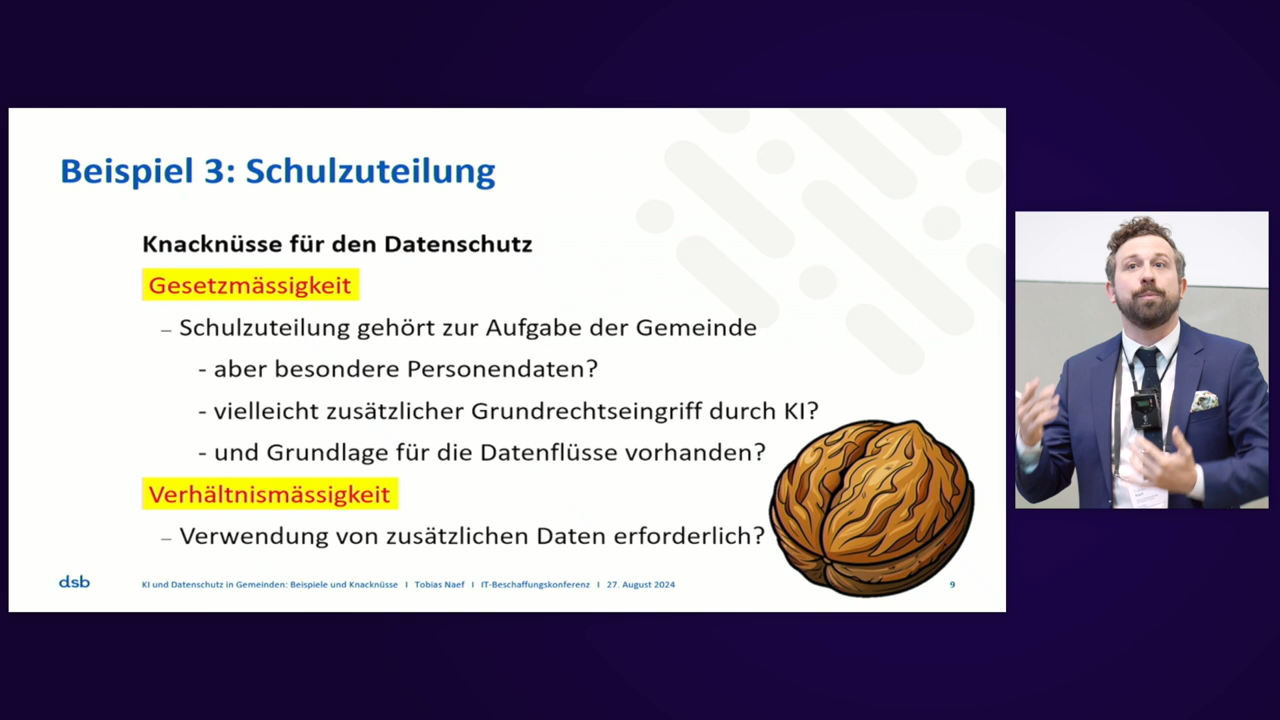 Beispiel 3: Schulzuteilung
Knacknüsse für den Datenschutz
Gesetzmässigkeit
– Schulzuteilung gehört zur Aufgabe der Gemeinde
- aber besondere Personendaten?
- vielleicht zusätzlicher Grundrechtseingriff durch KI?
- und Grundlage für die Datenflüsse vorhanden?
Verhältnismässigkeit
– Verwendung von zusätzlichen Daten erforderlich?
dsb KI und Datenschutz in Gemeinden: Beispiele und Knacknüsse I Tobias Naef I IT-Beschaffungskonferenz I 27. August 2024 9